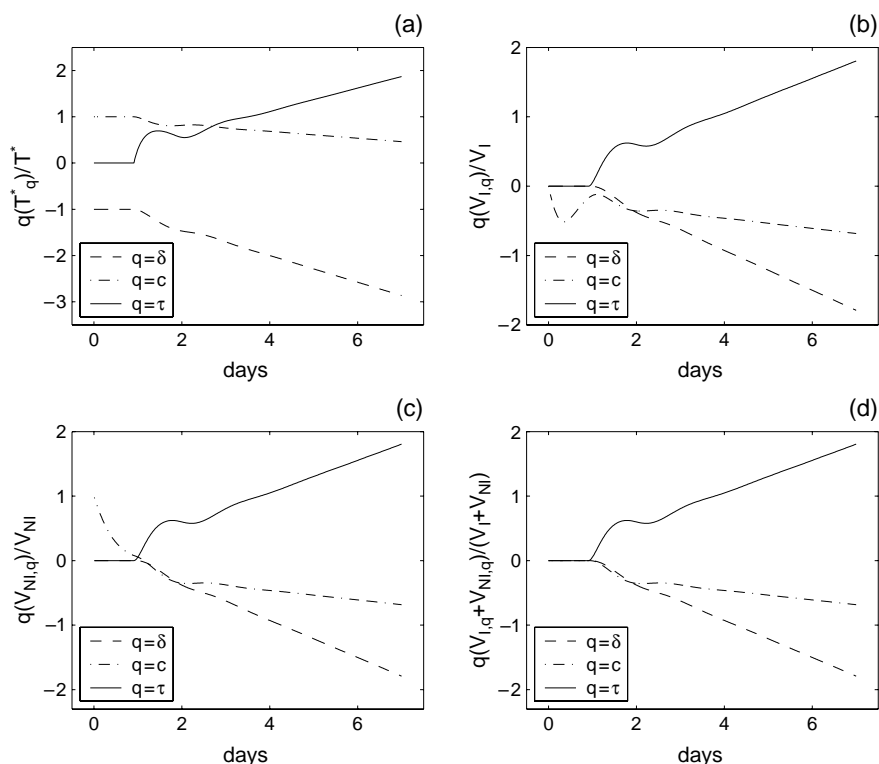 (a)
q(T*q)/T*
2
1
0
−1
−2
−3
q=δ
q=c
q=τ
0 2 4 6
days
(b)
q(VI,q)/VI
2
1
0
−1
−2
q=δ
q=c
q=τ
0 2 4 6
days
(c)
q(VNI,q)/VNI
2
1
0
−1
−2
q=δ
q=c
q=τ
0 2 4 6
days
(d)
q(VI,q+VNI,q)/(VI+VNI)
2
1
0
−1
−2
q=δ
q=c
q=τ
0 2 4 6
days